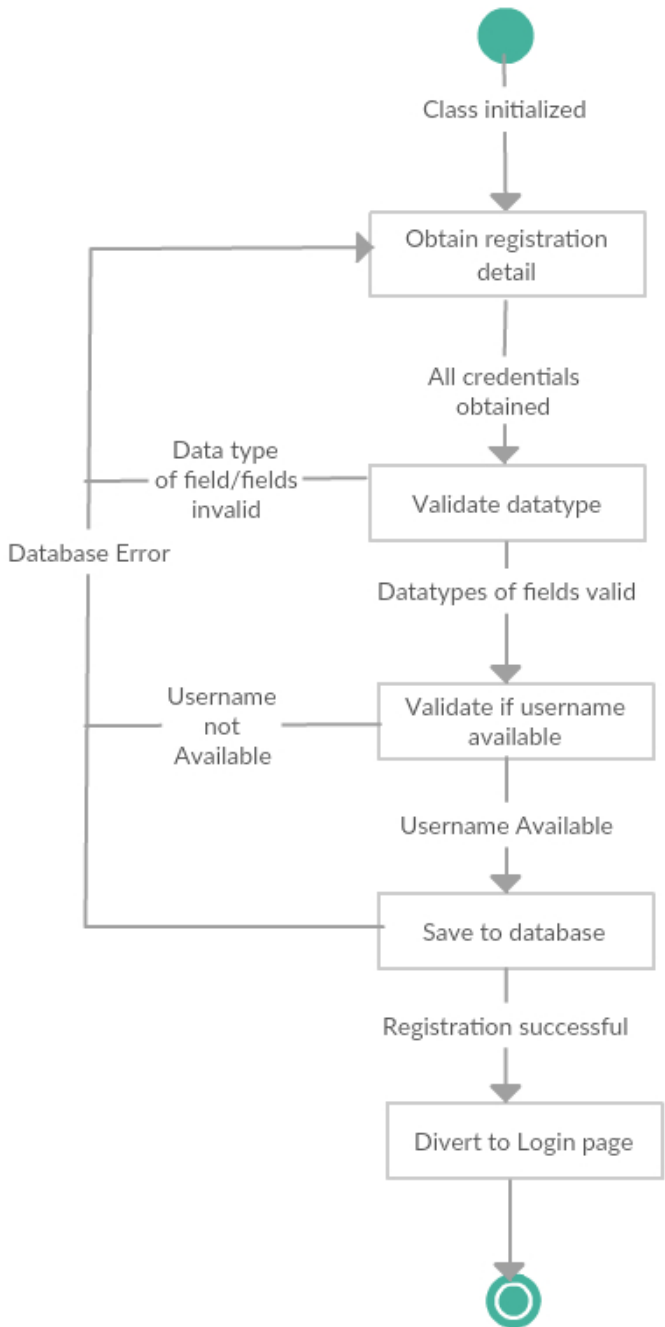 Class initialized
Obtain registration
detail
All credentials
obtained
Data type
of field/fields
invalid
Validate datatype
Database Error
Datatypes of fields valid
Username
not
Available
Validate if username
available
Username Available
Save to database
Registration successful
Divert to Login page